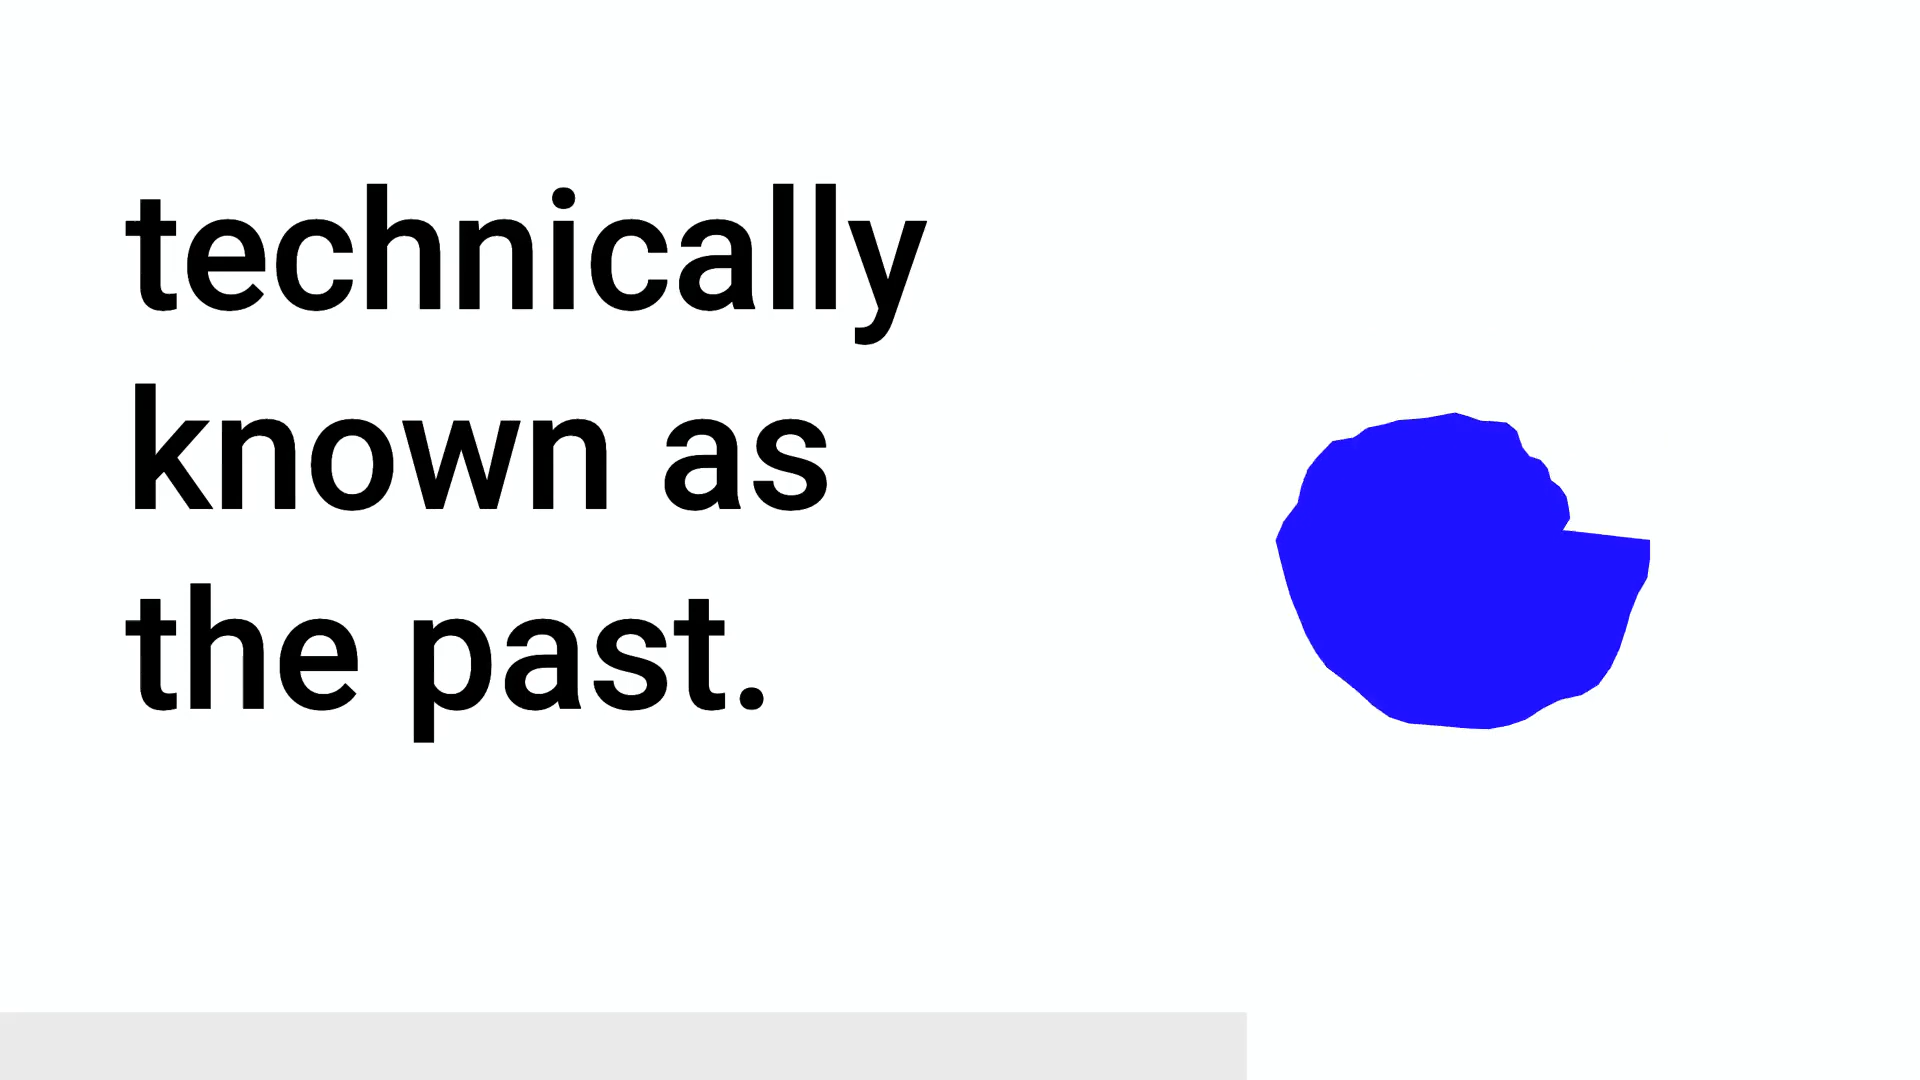 technically
known as
the past.